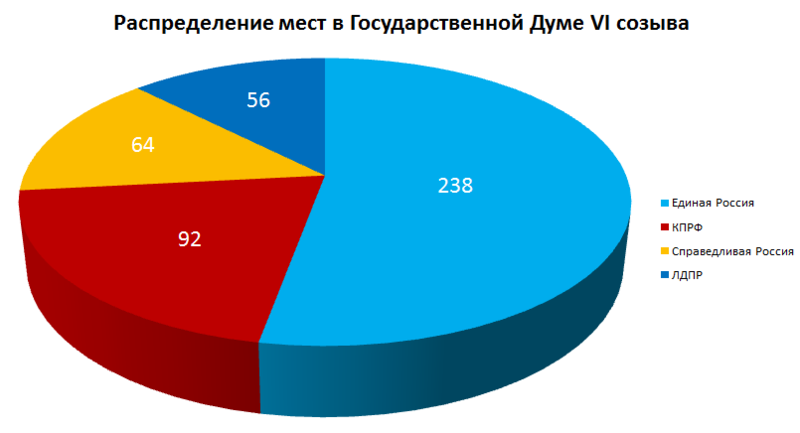 Распределение мест в Государственной Думе VI созыва
56
64
238
92
Единая Россия
КПРФ
Справедливая Россия
ЛДПР